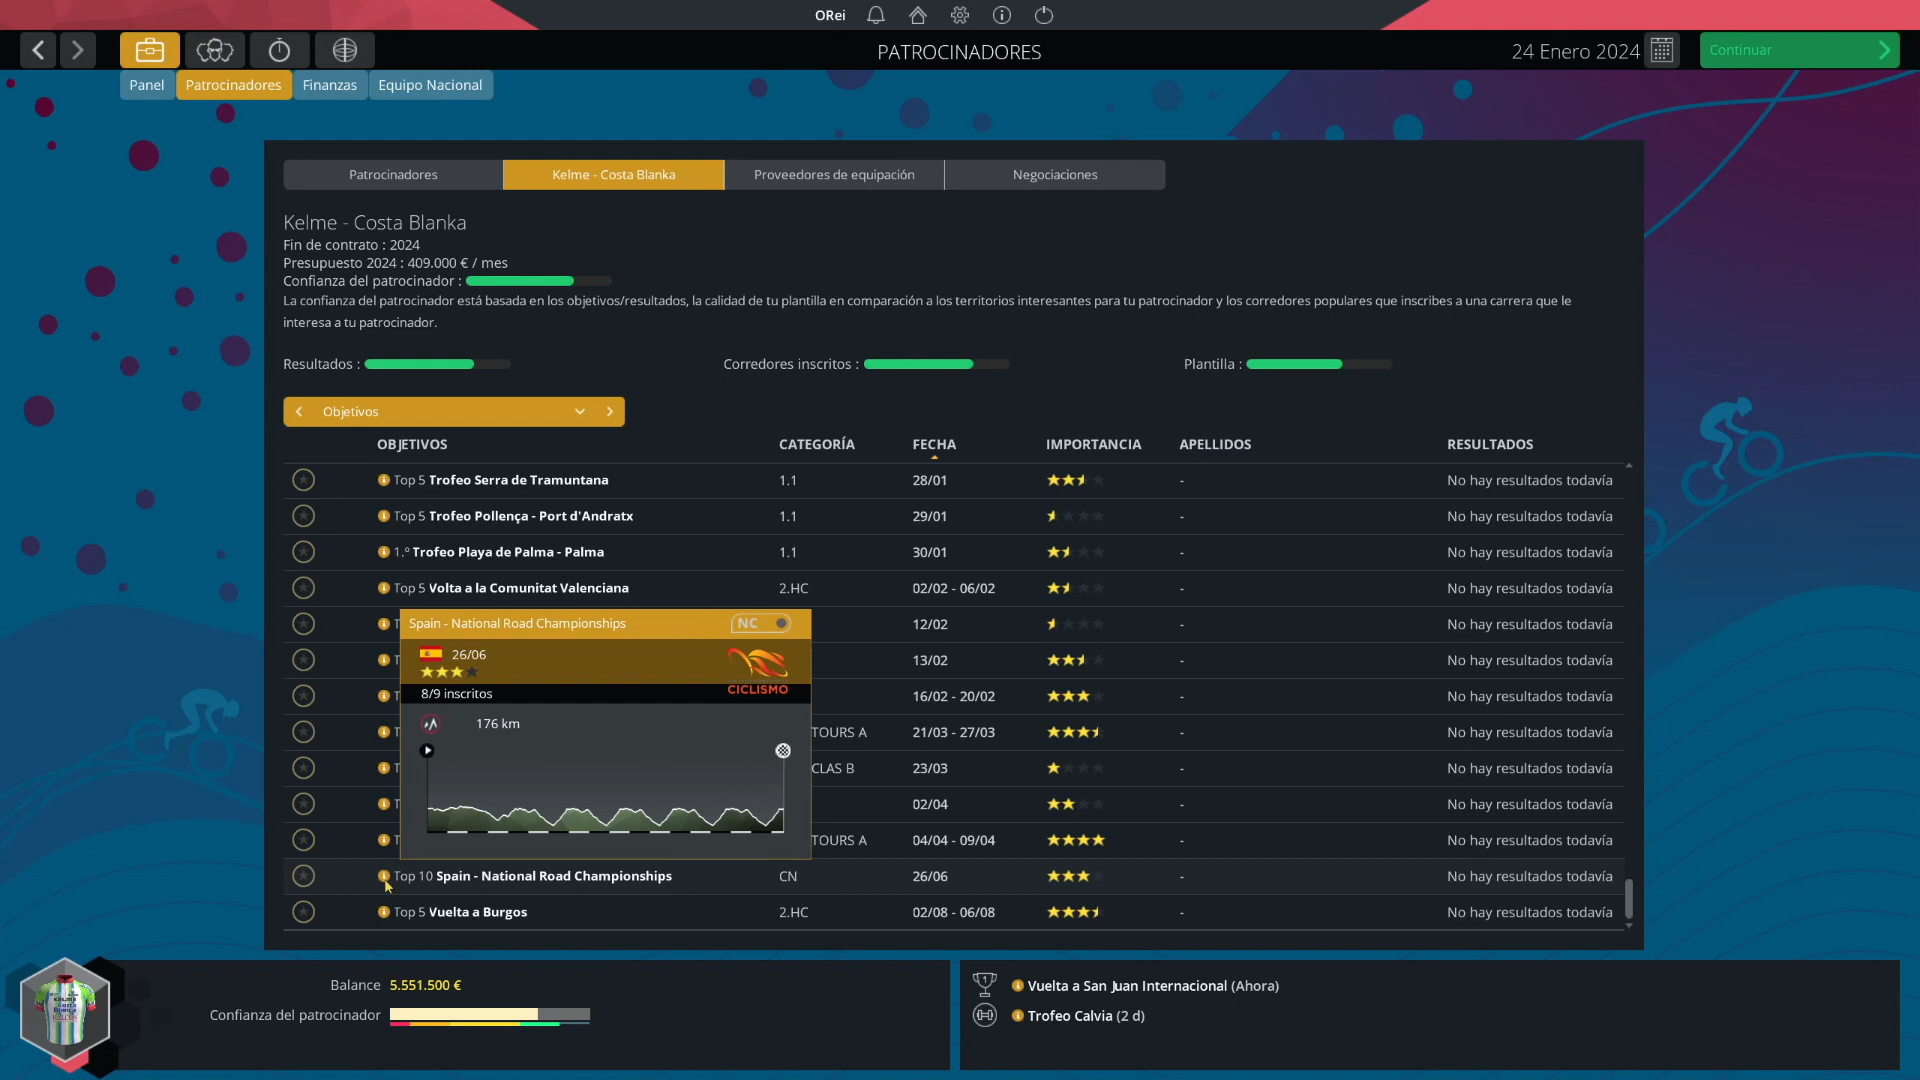 ORei
PATROCINADORES
24 Enero 2024
Continuar
Panel
Patrocinadores
Finanzas
Equipo Nacional
Patrocinadores
Kelme - Costa Blanka
Proveedores de equipación
Negociaciones
Kelme - Costa Blanka
Fin de contrato : 2024
Presupuesto 2024 : 409.000 € / mes
Confianza del patrocinador :
La confianza del patrocinador está basada en los objetivos/resultados, la calidad de tu plantilla en comparación a los territorios interesantes para tu patrocinador y los corredores populares que inscribes a una carrera que le
interesa a tu patrocinador.
Resultados :
Corredores inscritos :
Plantilla :
Objetivos
OBJETIVOS CATEGORÍA FECHA IMPORTANCIA APELLIDOS RESULTADOS
Top 5 Trofeo Serra de Tramuntana 1.1 28/01 - No hay resultados todavía
Top 5 Trofeo Pollença - Port d'Andratx 1.1 29/01 - No hay resultados todavía
1.º Trofeo Playa de Palma - Palma 1.1 30/01 - No hay resultados todavía
Top 5 Volta a la Comunitat Valenciana 2.HC 02/02 - 06/02 - No hay resultados todavía
T 12/02 - No hay resultados todavía
T 13/02 - No hay resultados todavía
T 16/02 - 20/02 - No hay resultados todavía
T TOURS A 21/03 - 27/03 - No hay resultados todavía
T CLAS B 23/03 - No hay resultados todavía
T 02/04 - No hay resultados todavía
T TOURS A 04/04 - 09/04 - No hay resultados todavía
Top 10 Spain - National Road Championships CN 26/06 - No hay resultados todavía
Top 5 Vuelta a Burgos 2.HC 02/08 - 06/08 - No hay resultados todavía
Spain - National Road Championships NC
26/06
CICLISMO
8/9 inscritos
176 km
Balance 5.551.500 €
Confianza del patrocinador
Vuelta a San Juan Internacional (Ahora)
Trofeo Calvia (2 d)